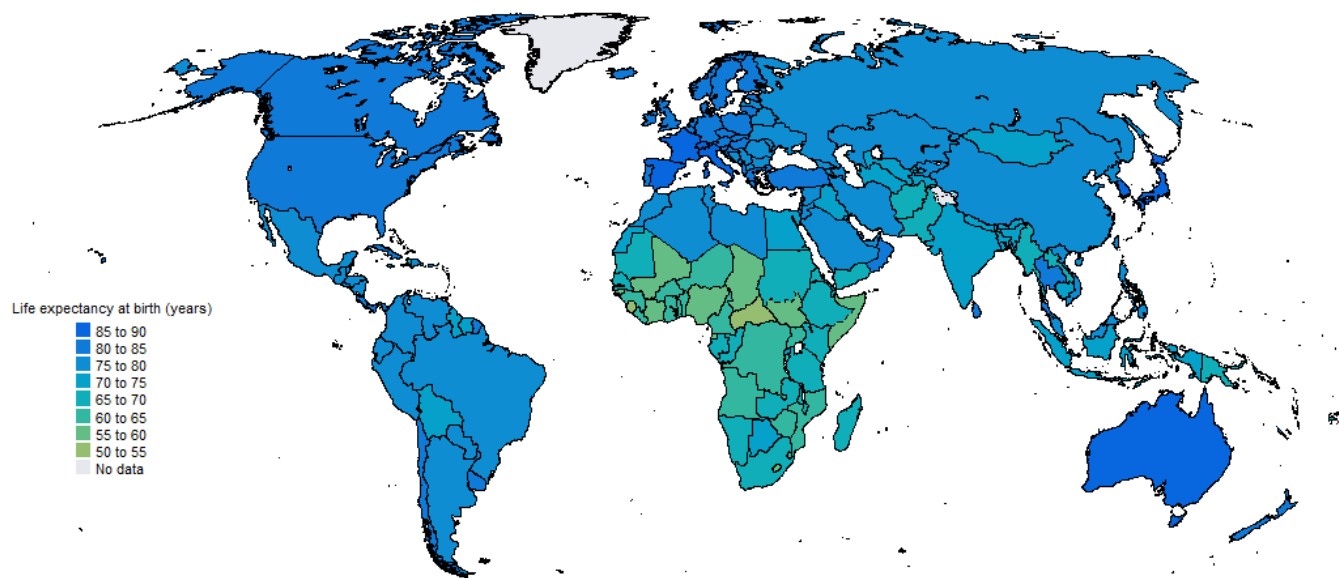 Life expectancy at birth (years)
85 to 90
80 to 85
75 to 80
70 to 75
65 to 70
60 to 65
55 to 60
50 to 55
No data